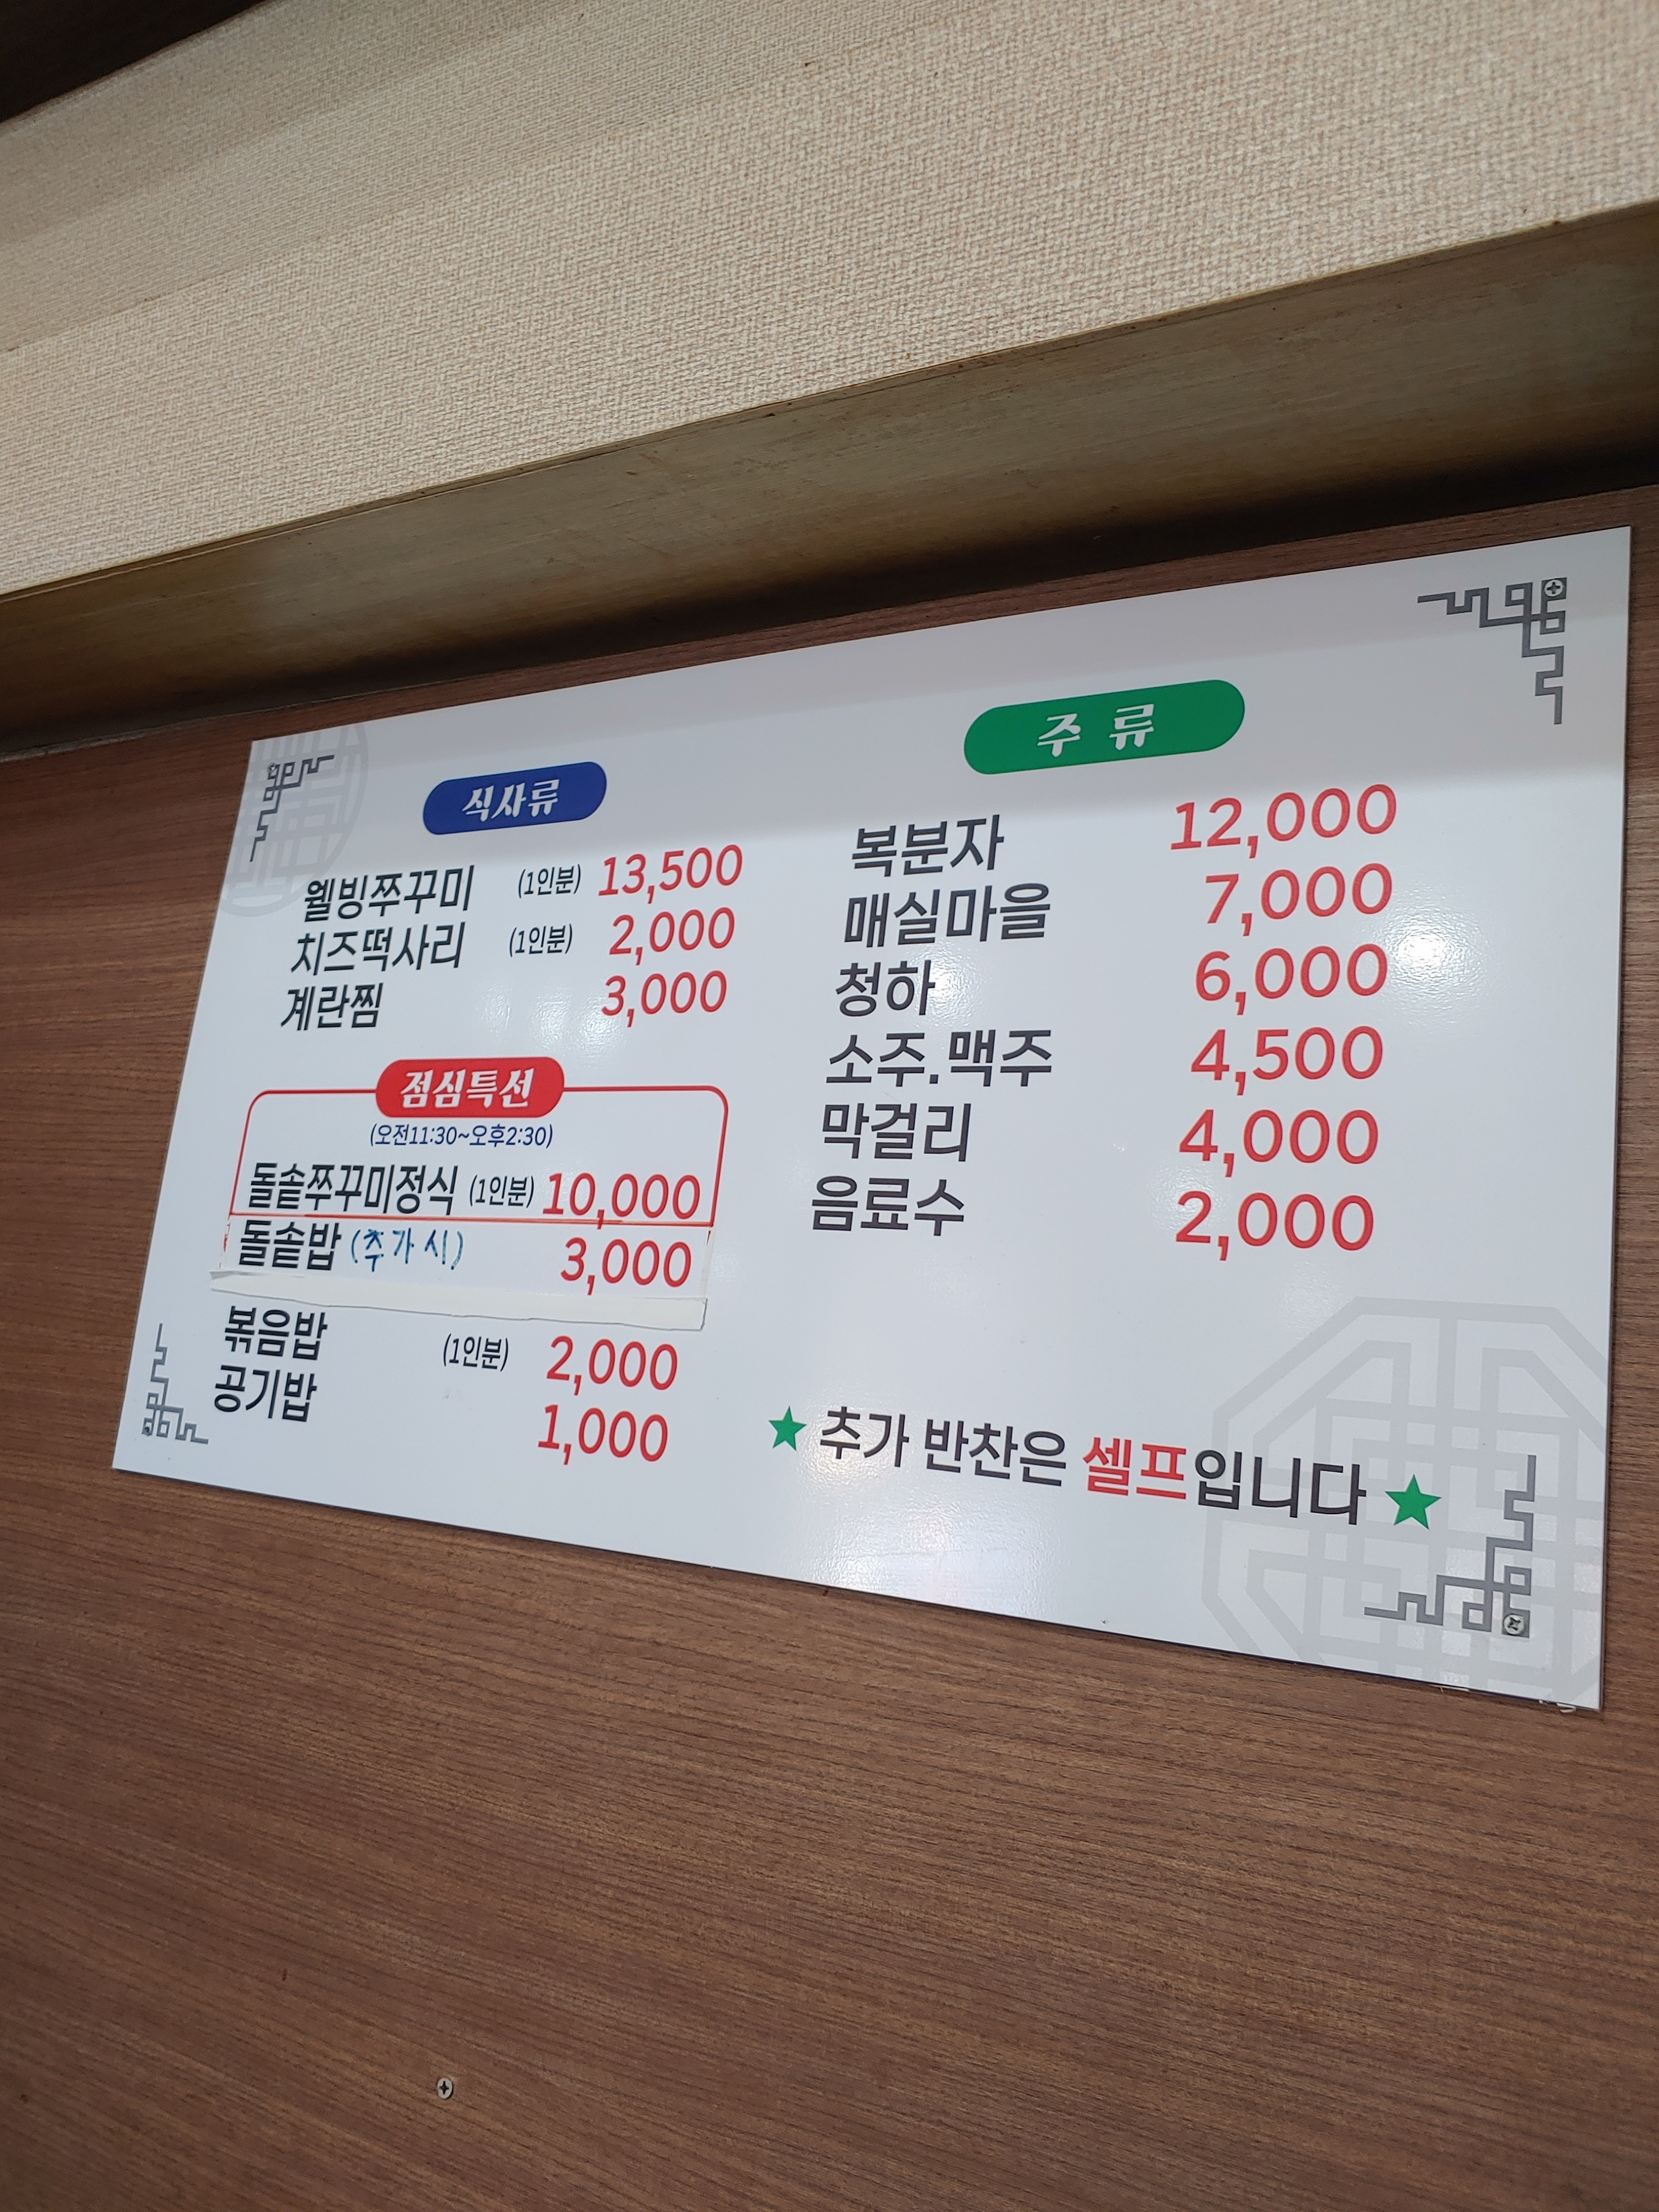 식사류
웰빙쭈꾸미 (1인분) 13,500
치즈떡사리 (1인분) 2,000
계란찜 3,000
점심특선
(오전11:30~오후2:30)
돌솥쭈꾸미정식 (1인분) 10,000
돌솥밥 (추가시) 3,000
볶음밥 (1인분) 2,000
공기밥 1,000
주류
복분자 12,000
매실마을 7,000
청하 6,000
소주.맥주 4,500
막걸리 4,000
음료수 2,000
★ 추가 반찬은 셀프입니다 ★